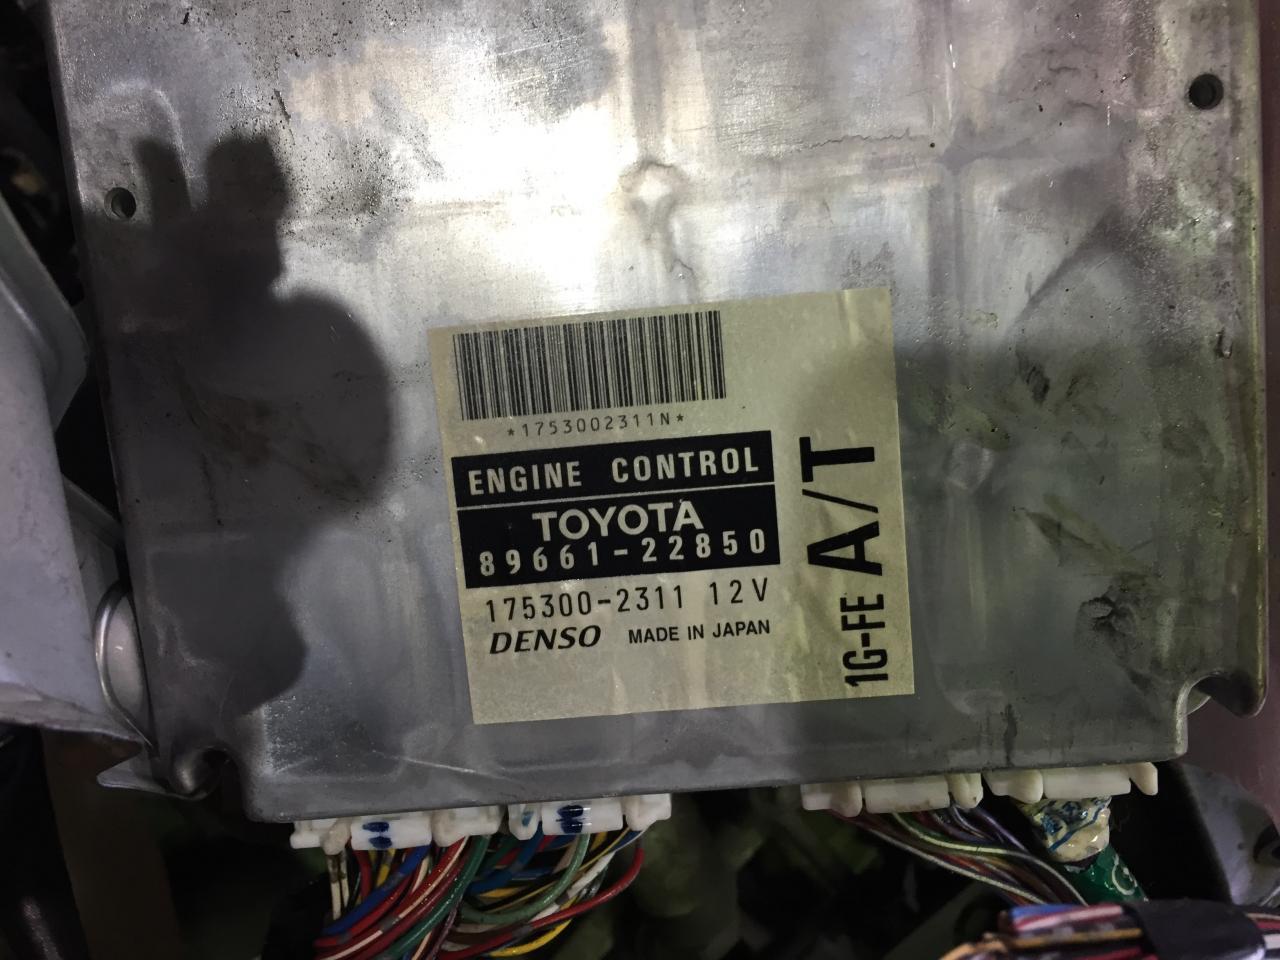 *1753002311N*
ENGINE CONTROL
TOYOTA
89661-22850
175300-2311 12V
DENSO MADE IN JAPAN
1G-FE A/T